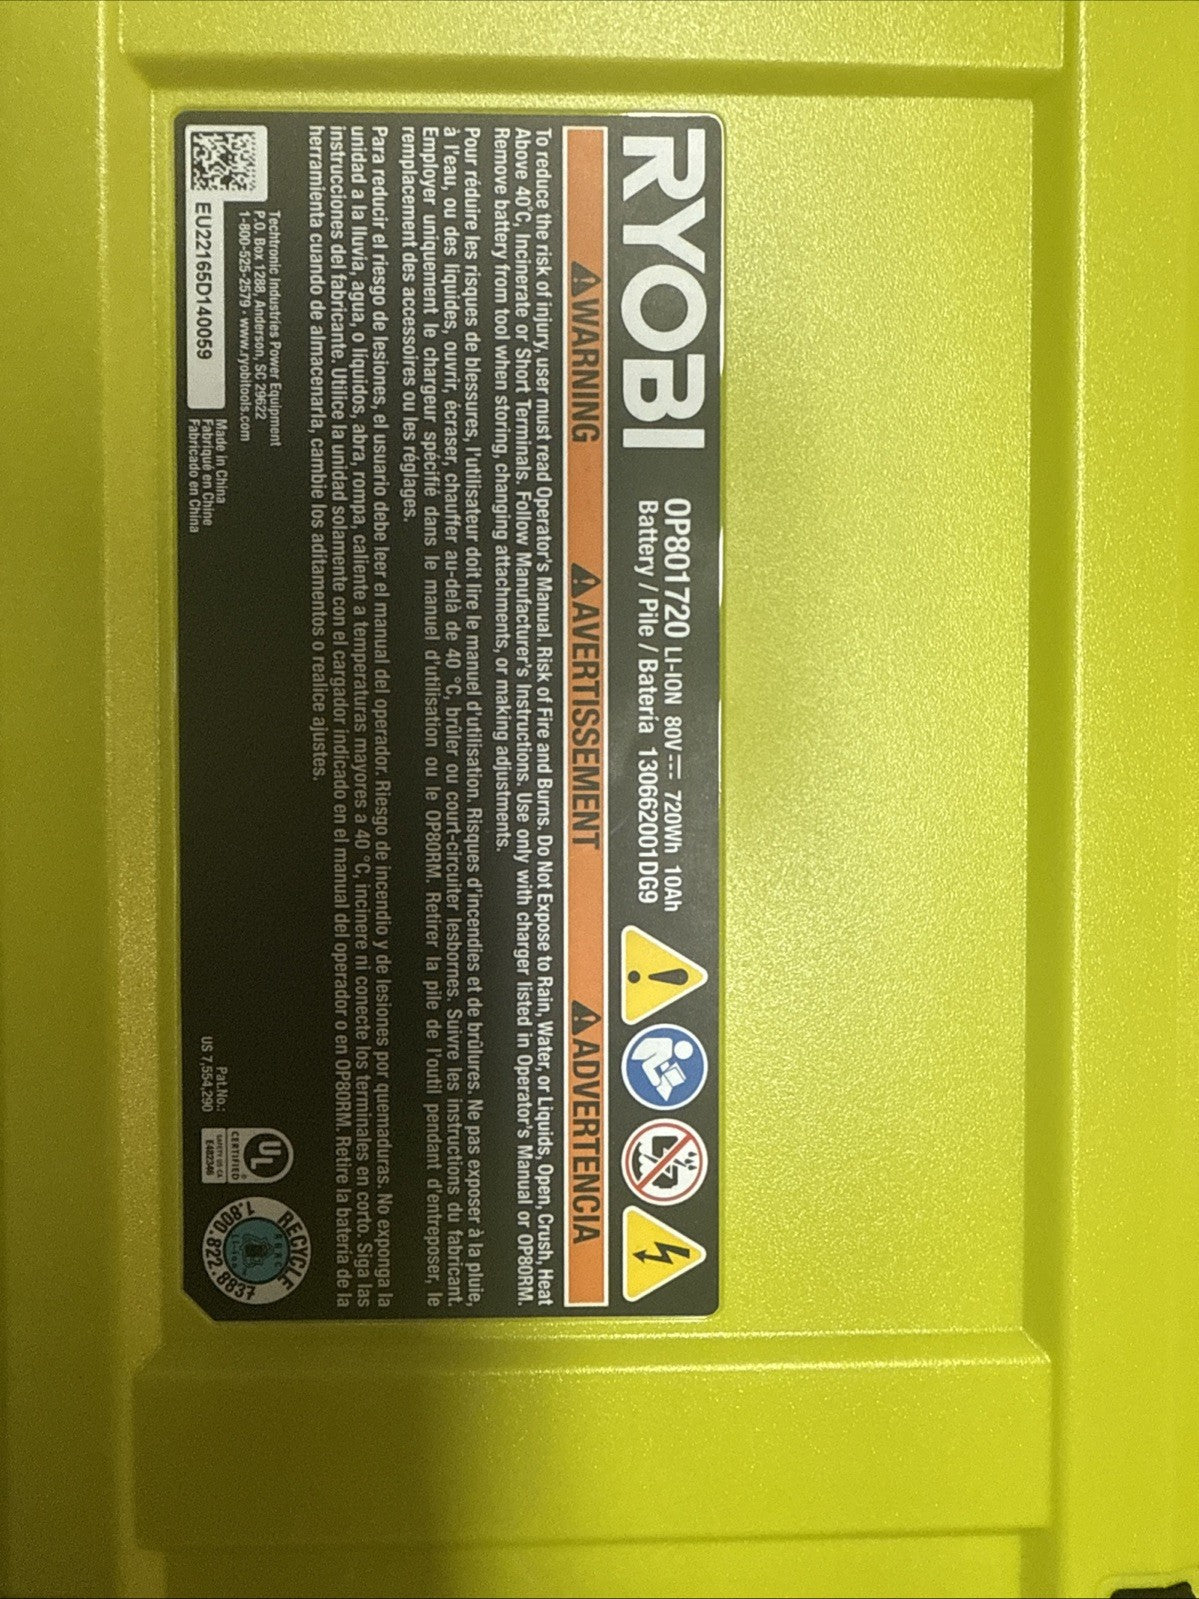 RYOBI
OP801720 LI-ION 80V⎓ 720Wh 10Ah
Battery / Pile / Batería 130662001DG9
⚠WARNING ⚠AVERTISSEMENT ⚠ADVERTENCIA
To reduce the risk of injury, user must read Operator's Manual. Risk of Fire and Burns. Do Not Expose to Rain, Water, or Liquids, Open, Crush, Heat
Above 40°C, Incinerate or Short Terminals. Follow Manufacturer's Instructions. Use only with charger listed in Operator's Manual or OP80RM.
Remove battery from tool when storing, changing attachments, or making adjustments.
Pour réduire les risques de blessures, l'utilisateur doit lire le manuel d'utilisation. Risques d'incendies et de brûlures. Ne pas exposer à la pluie,
à l'eau, ou des liquides, ouvrir, écraser, chauffer au-delà de 40 °C, brûler ou court-circuiter lesbornes. Suivre les instructions du fabricant.
Employer uniquement le chargeur spécifié dans le manuel d'utilisation ou le OP80RM. Retirer la pile de l'outil pendant d'entreposer, le
remplacement des accessoires ou les réglages.
Para reducir el riesgo de lesiones, el usuario debe leer el manual del operador. Riesgo de incendio y de lesiones por quemaduras. No exponga la
unidad a la lluvia, agua, o líquidos, abra, rompa, caliente a temperaturas mayores a 40 °C, incinere ni conecte los terminales en corto. Siga las
instrucciones del fabricante. Utilice la unidad solamente con el cargador indicado en el manual del operador o en OP80RM. Retire la batería de la
herramienta cuando de almacenarla, cambie los aditamentos o realice ajustes.
Techtronic Industries Power Equipment
P.O. Box 1288, Anderson, SC 29622
1-800-525-2579 • www.ryobitools.com
EU22165D140059
Made in China
Fabriqué en Chine
Fabricado en China
Pat.No.:
US 7,554,290
UL
CERTIFIED
SAFETY US-CA
E482346
RECYCLE
RBRC
Li-ion
1.800.822.8837